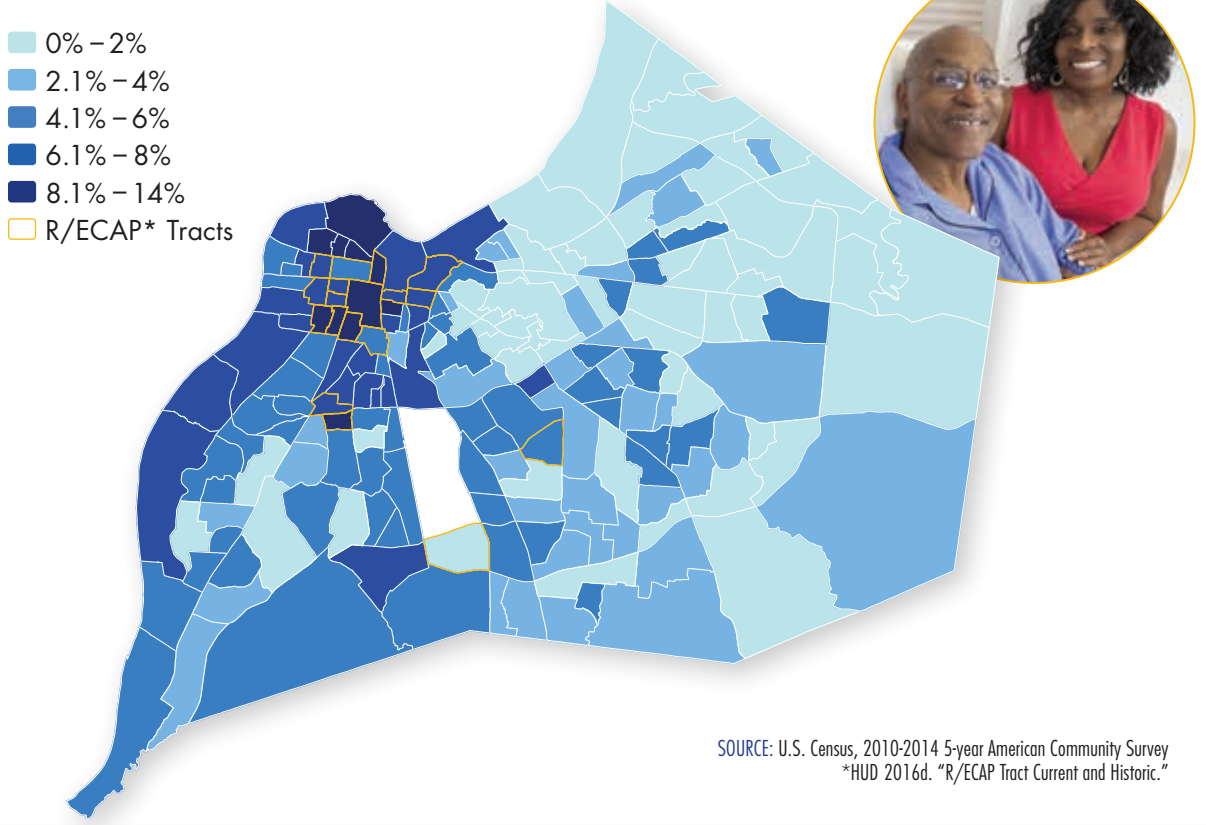 0% – 2%
2.1% – 4%
4.1% – 6%
6.1% – 8%
8.1% – 14%
R/ECAP* Tracts
SOURCE: U.S. Census, 2010-2014 5-year American Community Survey
*HUD 2016d. “R/ECAP Tract Current and Historic.”